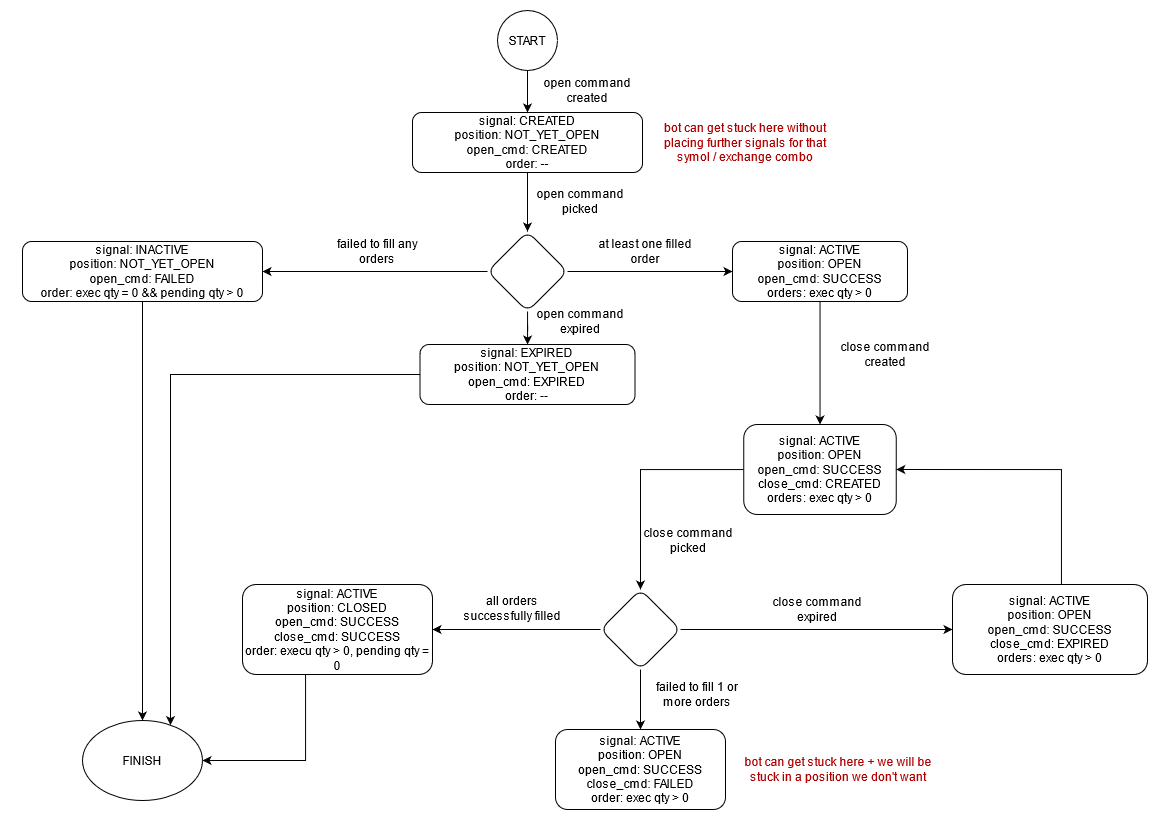 START
open command
created
signal: CREATED
position: NOT_YET_OPEN
open_cmd: CREATED
order: --
bot can get stuck here without
placing further signals for that
symol / exchange combo
open command
picked
failed to fill any
orders
at least one filled
order
signal: INACTIVE
position: NOT_YET_OPEN
open_cmd: FAILED
order: exec qty = 0 && pending qty > 0
signal: ACTIVE
position: OPEN
open_cmd: SUCCESS
orders: exec qty > 0
open command
expired
signal: EXPIRED
position: NOT_YET_OPEN
open_cmd: EXPIRED
order: --
close command
created
signal: ACTIVE
position: OPEN
open_cmd: SUCCESS
close_cmd: CREATED
orders: exec qty > 0
close command
picked
signal: ACTIVE
position: CLOSED
open_cmd: SUCCESS
close_cmd: SUCCESS
order: execu qty > 0, pending qty =
0
all orders
successfully filled
close command
expired
signal: ACTIVE
position: OPEN
open_cmd: SUCCESS
close_cmd: EXPIRED
orders: exec qty > 0
failed to fill 1 or
more orders
signal: ACTIVE
position: OPEN
open_cmd: SUCCESS
close_cmd: FAILED
order: exec qty > 0
bot can get stuck here + we will be
stuck in a position we don't want
FINISH